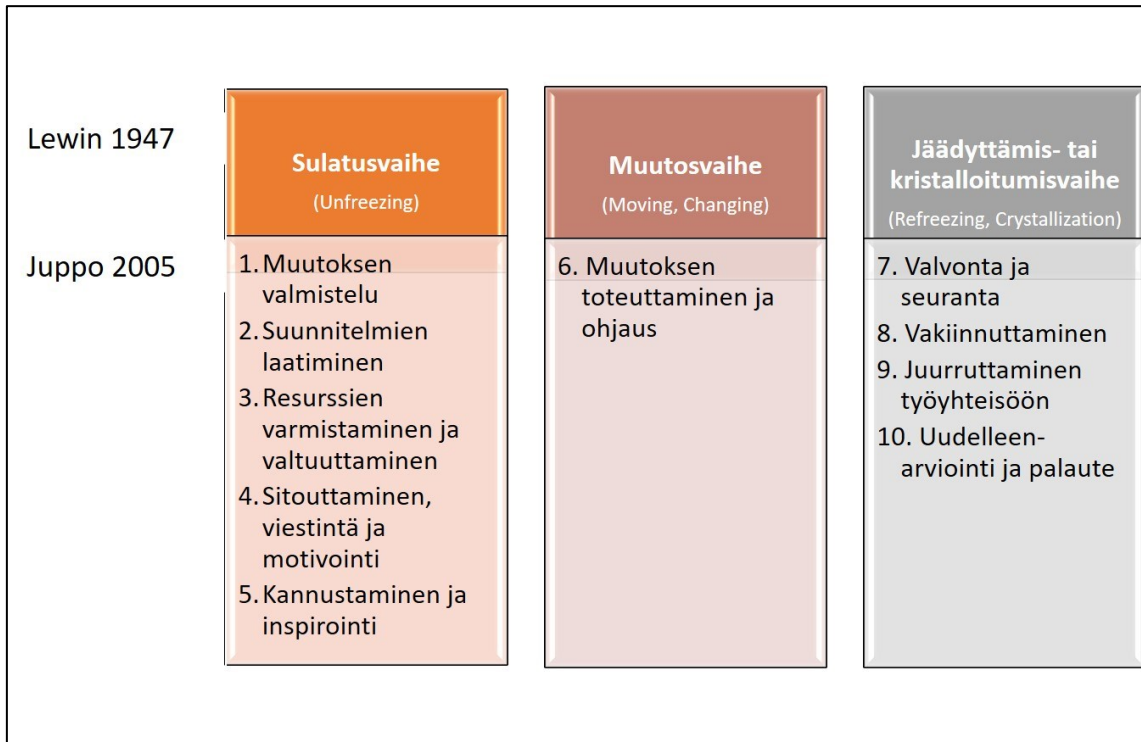 Lewin 1947
Sulatusvaihe
(Unfreezing)
Muutosvaihe
(Moving, Changing)
Jäädyttämis- tai
kristalloitumisvaihe
(Refreezing, Crystallization)
Juppo 2005
1. Muutoksen
valmistelu
2. Suunnitelmien
laatiminen
3. Resurssien
varmistaminen ja
valtuuttaminen
4. Sitouttaminen,
viestintä ja
motivointi
5. Kannustaminen ja
inspirointi
6. Muutoksen
toteuttaminen ja
ohjaus
7. Valvonta ja
seuranta
8. Vakiinnuttaminen
9. Juurruttaminen
työyhteisöön
10. Uudelleen-
arviointi ja palaute